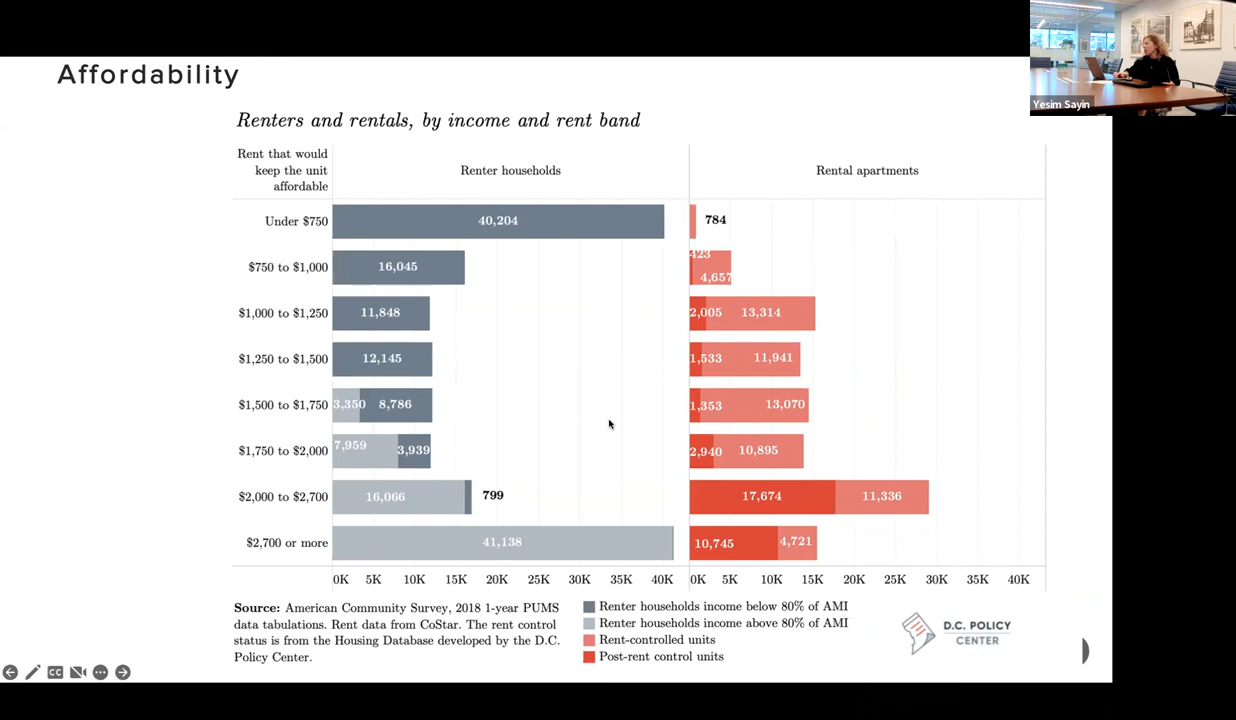 Affordability
Yesim Sayin
Renters and rentals, by income and rent band
Rent that would
keep the unit
affordable
Renter households
Rental apartments
Under $750
40,204
784
$750 to $1,000
16,045
423
4,657
$1,000 to $1,250
11,848
2,005
13,314
$1,250 to $1,500
12,145
1,533
11,941
$1,500 to $1,750
3,350
8,786
1,353
13,070
$1,750 to $2,000
7,959
3,939
2,940
10,895
$2,000 to $2,700
16,066
799
17,674
11,336
$2,700 or more
41,138
10,745
4,721
0K 5K 10K 15K 20K 25K 30K 35K 40K
0K 5K 10K 15K 20K 25K 30K 35K 40K
Source: American Community Survey, 2018 1-year PUMS
data tabulations. Rent data from CoStar. The rent control
status is from the Housing Database developed by the D.C.
Policy Center.
Renter households income below 80% of AMI
Renter households income above 80% of AMI
Rent-controlled units
Post-rent control units
D.C. POLICY
CENTER
CC